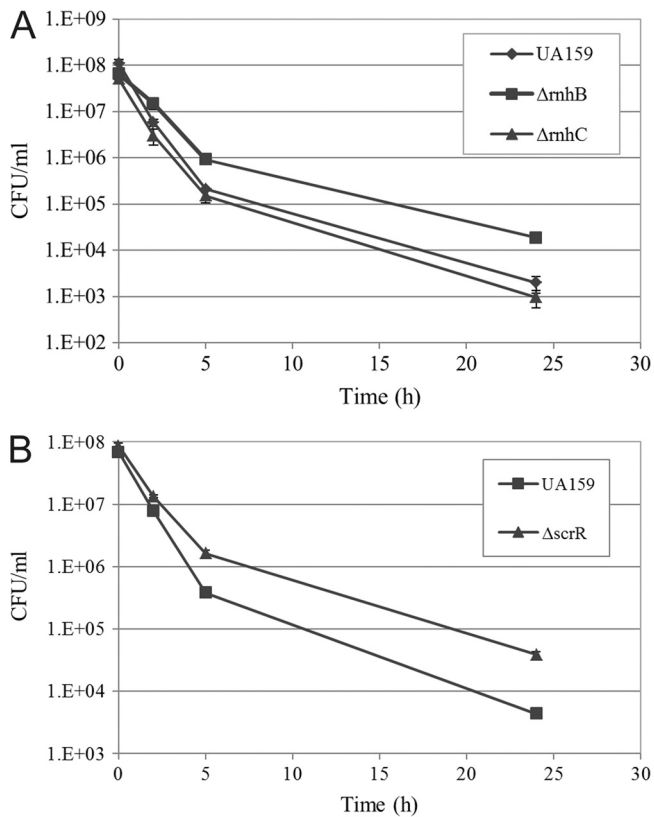 A
1.E+09
1.E+08
1.E+07
1.E+06
1.E+05
1.E+04
1.E+03
1.E+02
CFU/ml
UA159
ΔrnhB
ΔrnhC
0 5 10 15 20 25 30
Time (h)
B
1.E+08
1.E+07
1.E+06
1.E+05
1.E+04
1.E+03
CFU/ml
UA159
ΔscrR
0 5 10 15 20 25 30
Time (h)